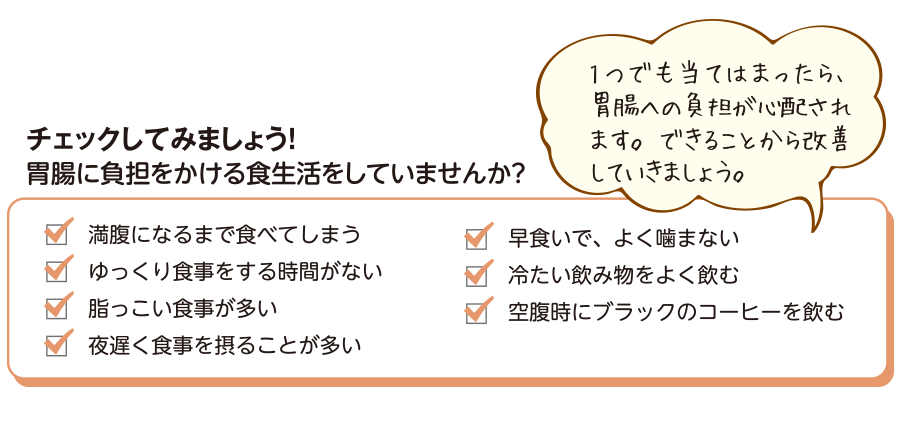 1つでも当てはまったら、
胃腸への負担が心配され
ます。できることから改善
していきましょう。
チェックしてみましょう!
胃腸に負担をかける食生活をしていませんか?
満腹になるまで食べてしまう
ゆっくり食事をする時間がない
脂っこい食事が多い
夜遅く食事を摂ることが多い
早食いで、よく噛まない
冷たい飲み物をよく飲む
空腹時にブラックのコーヒーを飲む